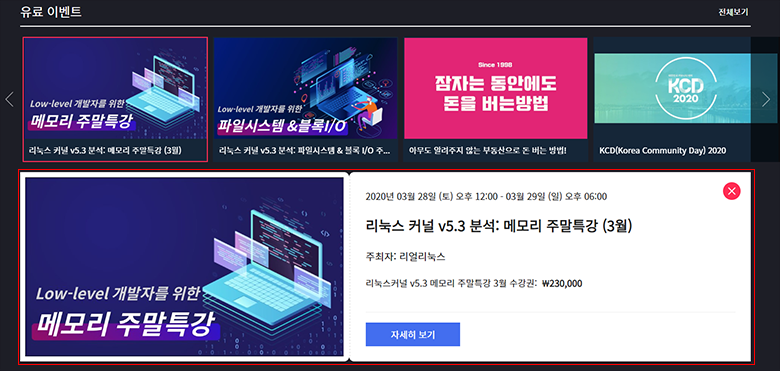 유료 이벤트
전체보기
Low-level 개발자를 위한
메모리 주말특강
리눅스 커널 v5.3 분석: 메모리 주말특강 (3월)
Low-level 개발자를 위한
파일시스템 &블록I/O
리눅스 커널 v5.3 분석: 파일시스템 & 블록 I/O 주...
Since 1998
잠자는 동안에도
돈을 버는방법
아무도 알려주지 않는 부동산으로 돈 버는 방법!
KCD
2020
KCD(Korea Community Day) 2020
Low-level 개발자를 위한
메모리 주말특강
2020년 03월 28일 (토) 오후 12:00 - 03월 29일 (일) 오후 06:00
리눅스 커널 v5.3 분석: 메모리 주말특강 (3월)
주최자: 리얼리눅스
리눅스커널 v5.3 메모리 주말특강 3월 수강권: ₩230,000
자세히 보기